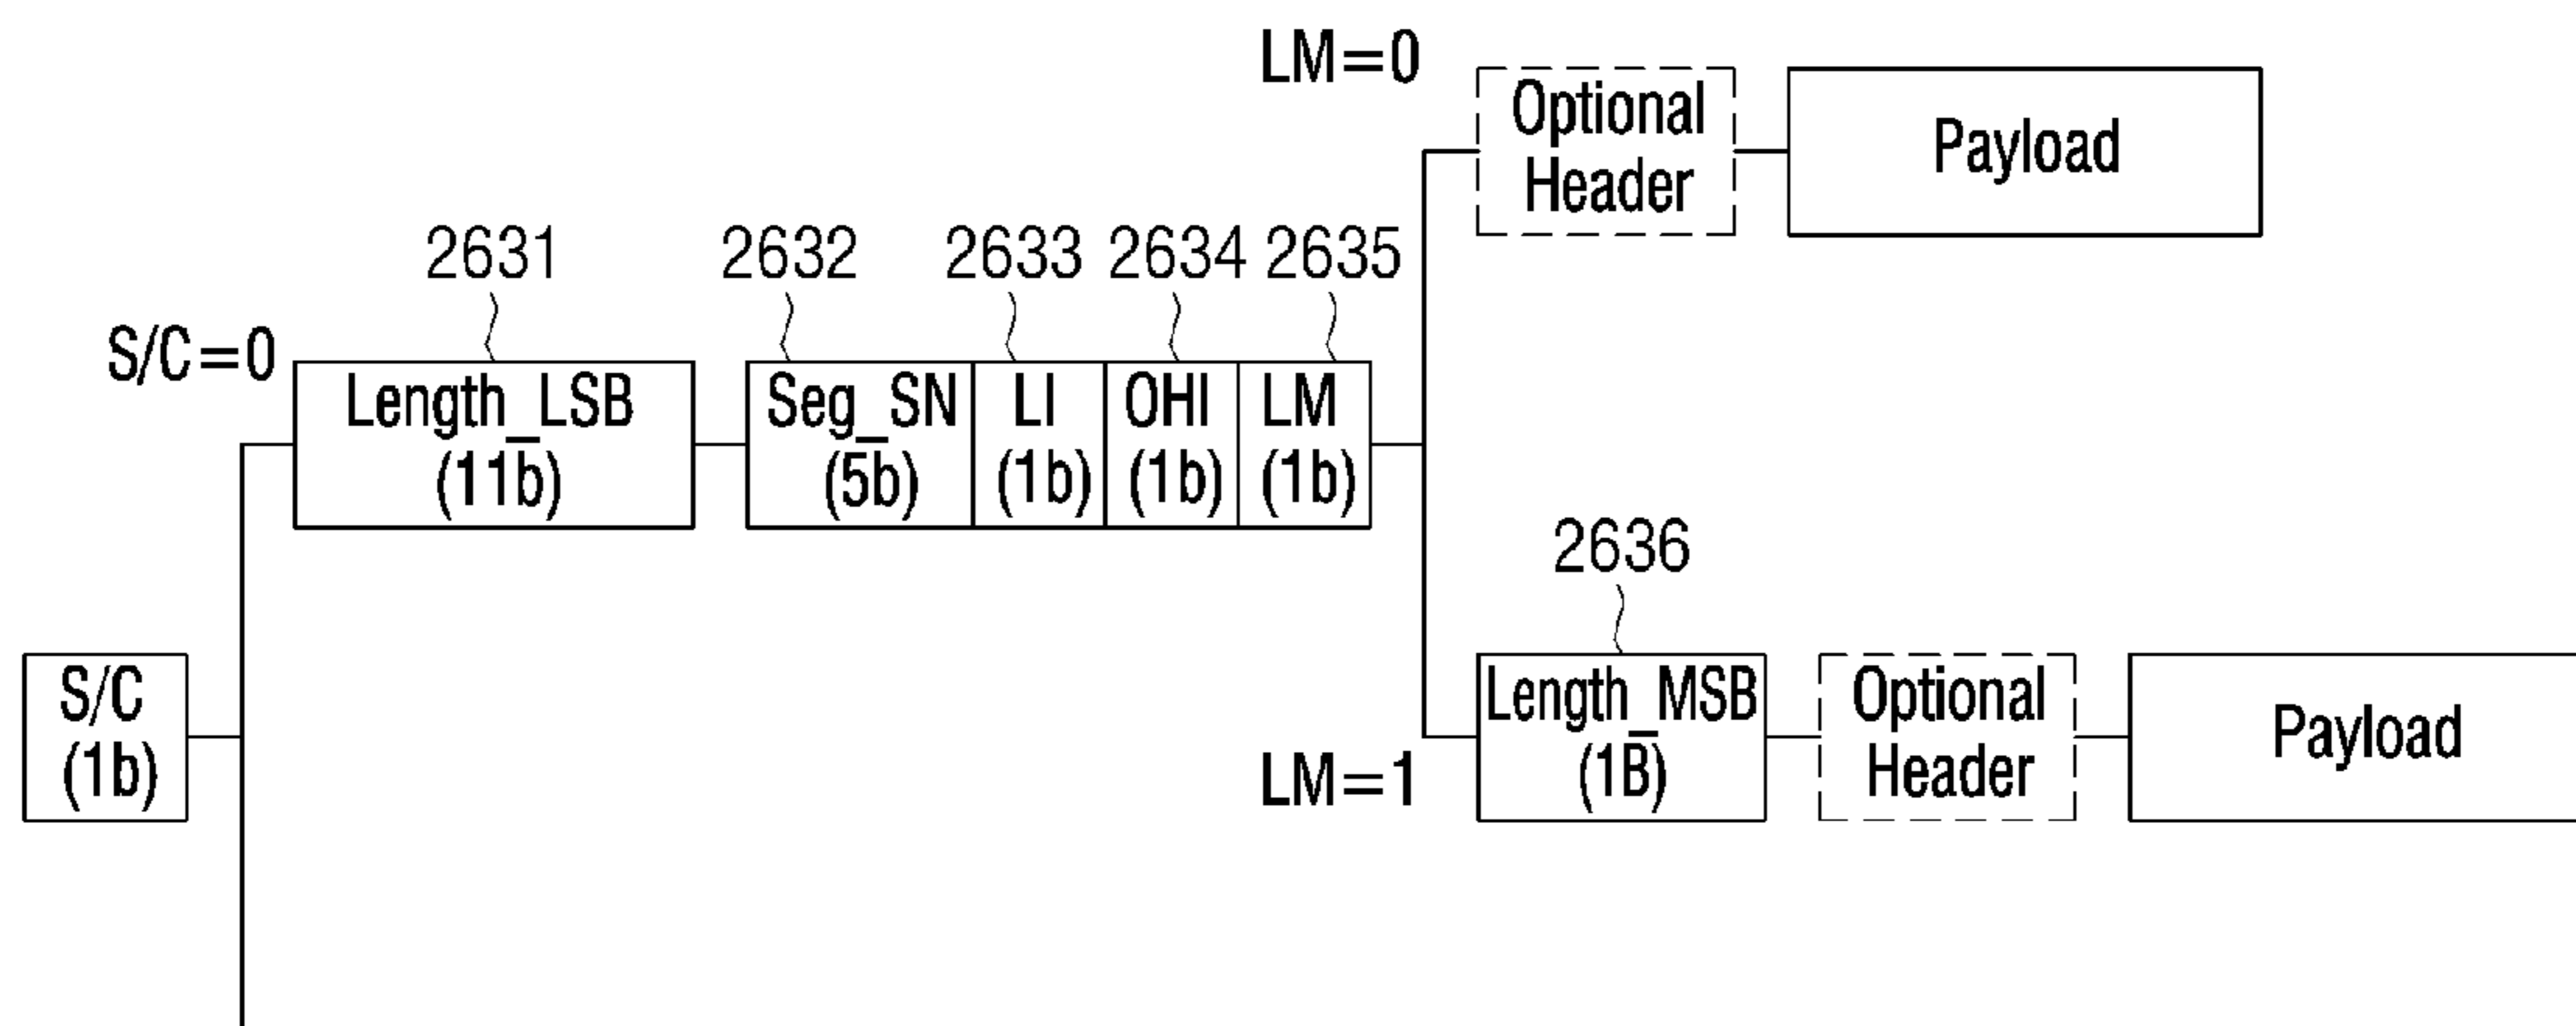 LM=0
Optional
Header
Payload
2631
2632
2633
2634
2635
S/C=0
Length_LSB
(11b)
Seg_SN
(5b)
LI
(1b)
OHI
(1b)
LM
(1b)
2636
S/C
(1b)
LM=1
Length_MSB
(1B)
Optional
Header
Payload